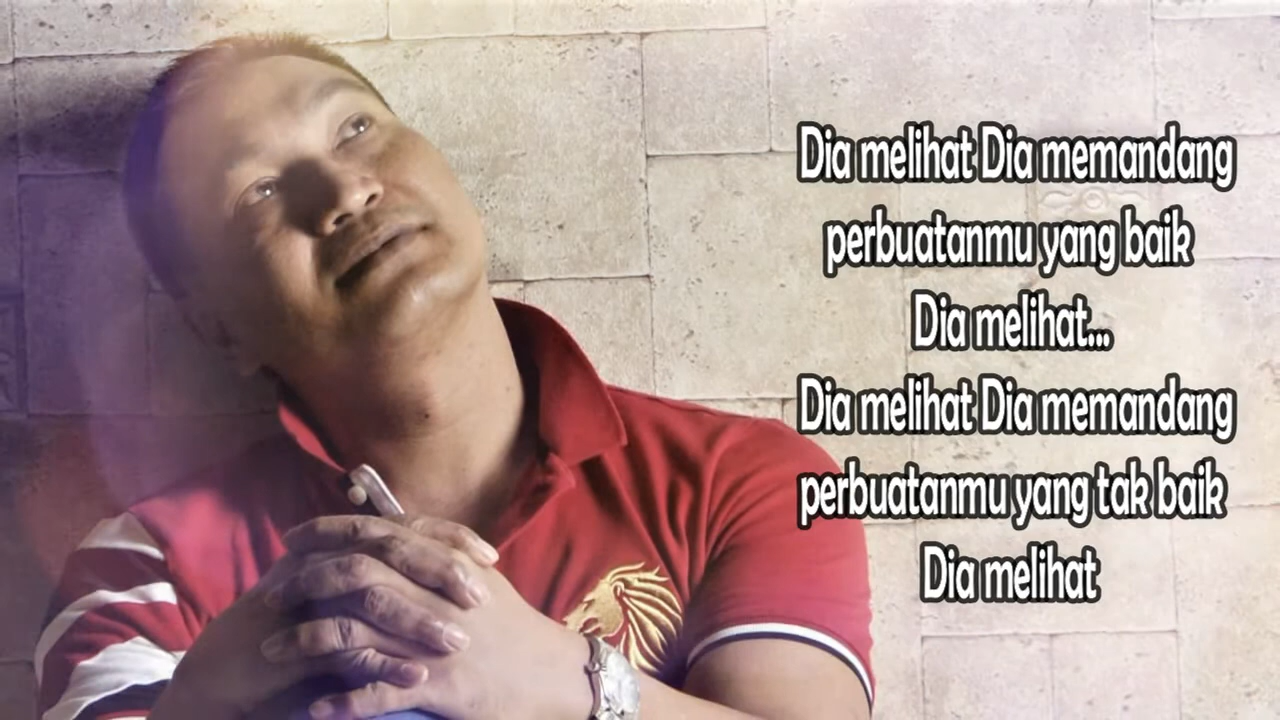 Dia melihat Dia memandang
perbuatanmu yang baik
Dia melihat...
Dia melihat Dia memandang
perbuatanmu yang tak baik
Dia melihat